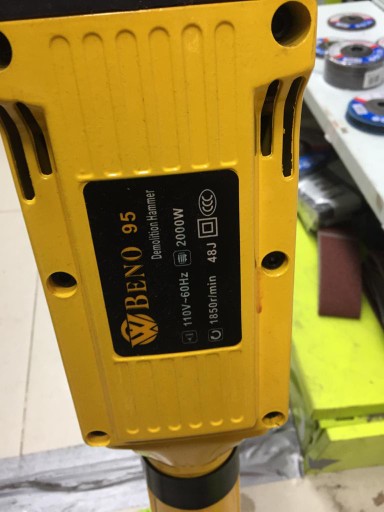 BENO 95
Demolition Hammer
110V~60Hz 2000W
1850r/min 48J